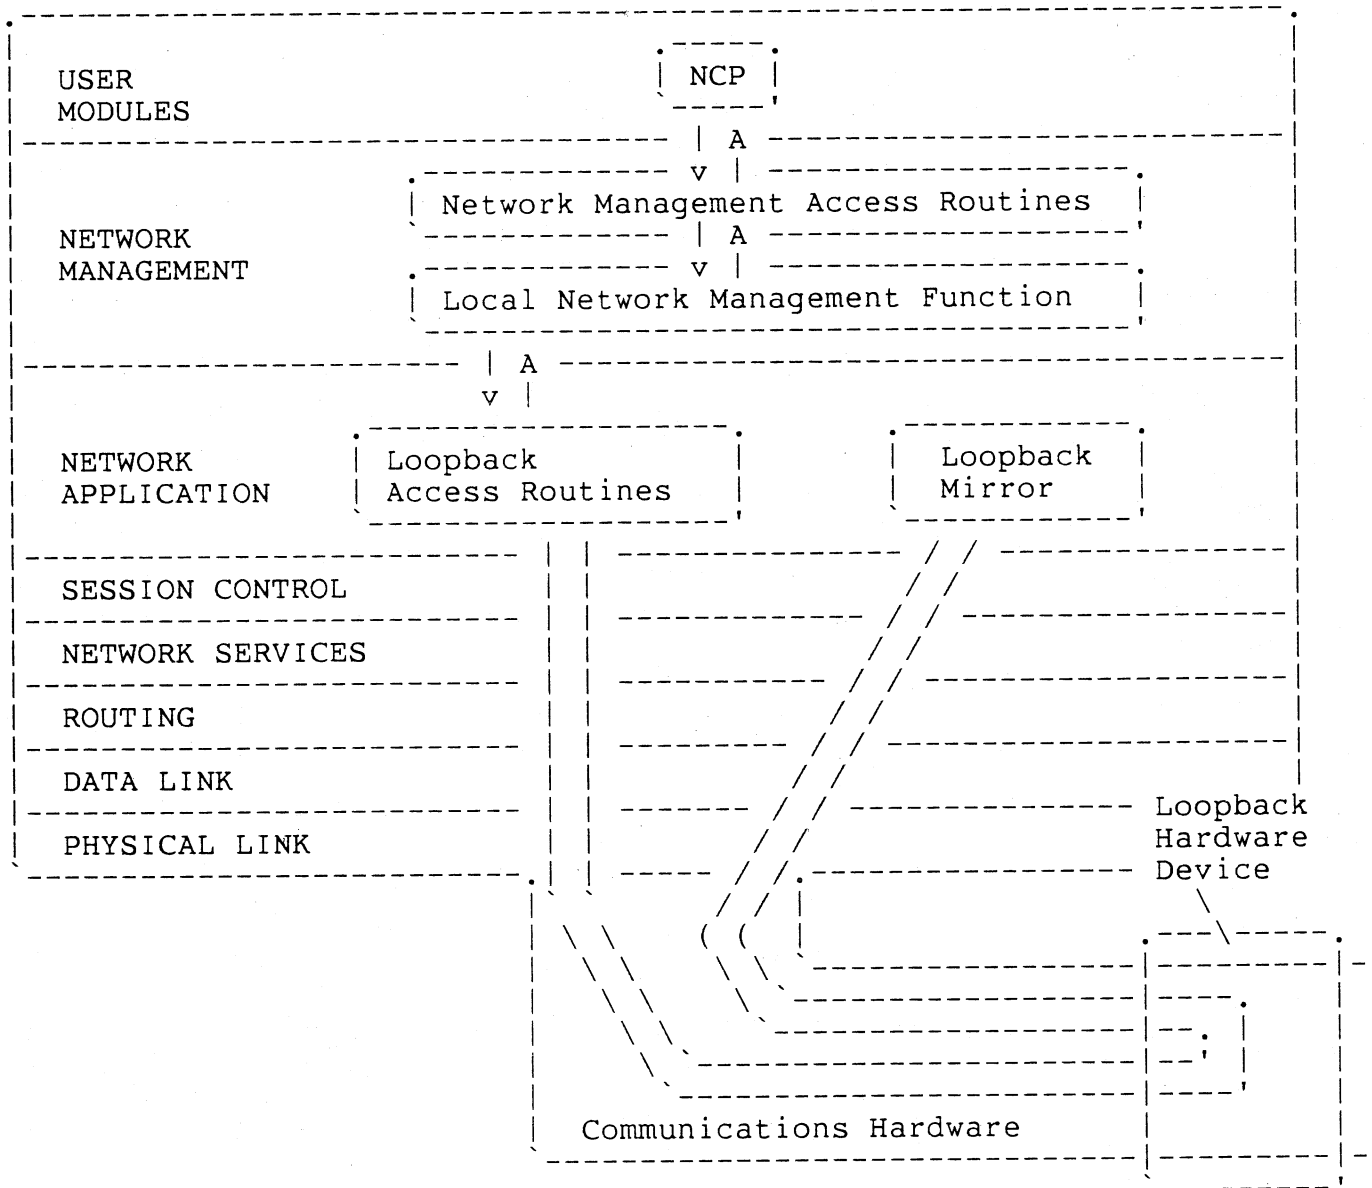 USER
MODULES
NCP
A
v
Network Management Access Routines
NETWORK
MANAGEMENT
A
v
Local Network Management Function
A
v
NETWORK
APPLICATION
Loopback
Access Routines
Loopback
Mirror
SESSION CONTROL
NETWORK SERVICES
ROUTING
DATA LINK
PHYSICAL LINK
Loopback
Hardware
Device
Communications Hardware